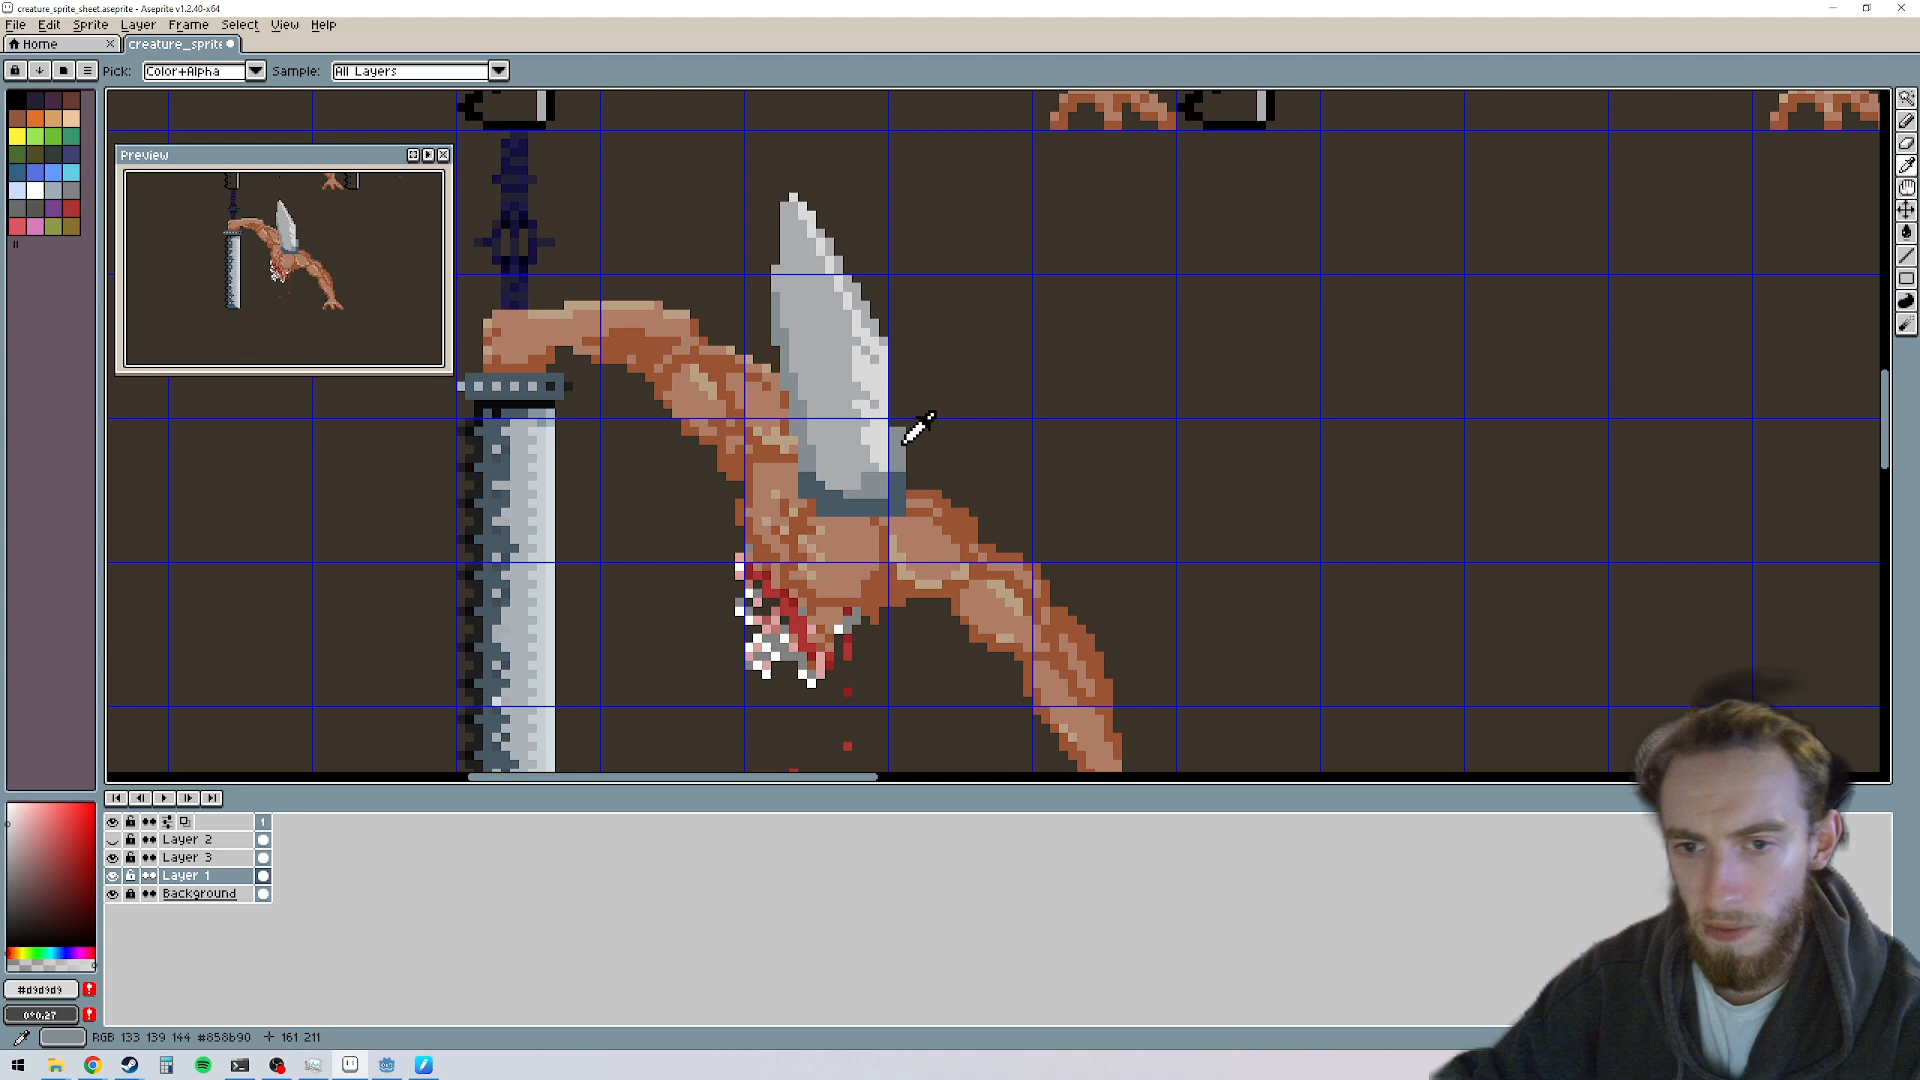 creature_sprite_sheet.aseprite - Aseprite v1.2.40-x64
File Edit Sprite Layer Frame Select View Help
Home creature_sprite
Pick: Color+Alpha Sample: All Layers
Preview
1
Layer 2
Layer 3
Layer 1
Background
#d9d9d9
RGB 133 139 144 #858b90 161 211